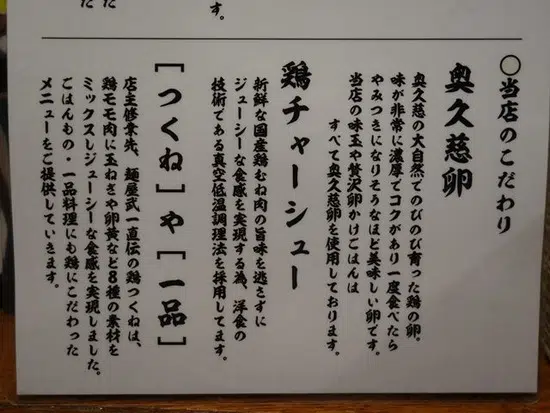 す。
○当店のこだわり
奥久慈卵
奥久慈の大自然でのびのび育った鶏の卵。
味が非常に濃厚でコクがあり一度食べたら
やみつきになりそうなほど美味しい卵です。
当店の味玉や贅沢卵かけごはんは
すべて奥久慈卵を使用しております。
鶏チャーシュー
新鮮な国産鶏むね肉の旨味を逃さずに
ジューシーな食感を実現する為、洋食の
技術である真空低温調理法を採用してます。
[つくね]や[一品]
店主修業先、麺屋武一直伝の鶏つくねは、
鶏モモ肉に玉ねぎや卵黄など8種の素材を
ミックスしジューシーな食感を実現しました。
ごはんもの・一品料理にも鶏にこだわった
メニューをご提供していきます。